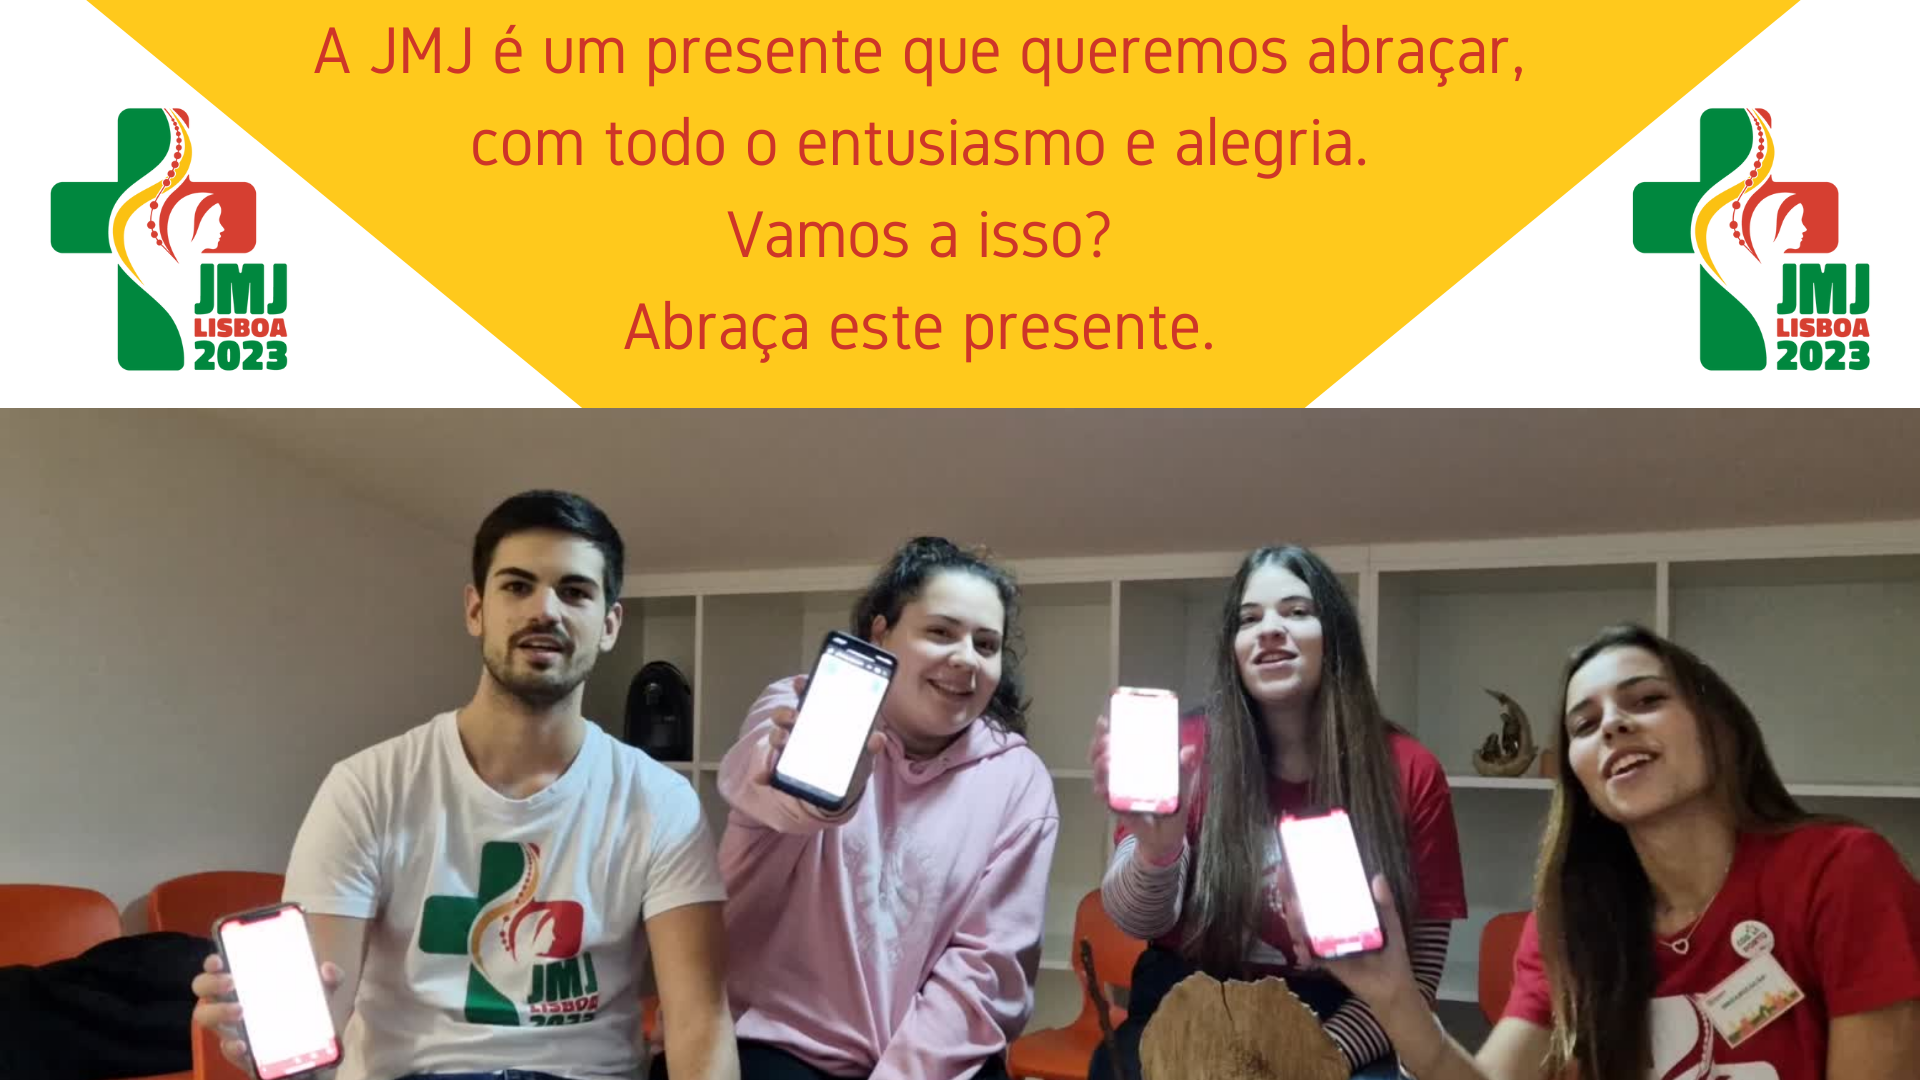 A JMJ é um presente que queremos abraçar,
com todo o entusiasmo e alegria.
Vamos a isso?
Abraça este presente.
JMJ
LISBOA
2023
JMJ
LISBOA
2023
JMJ
LISBOA
2023